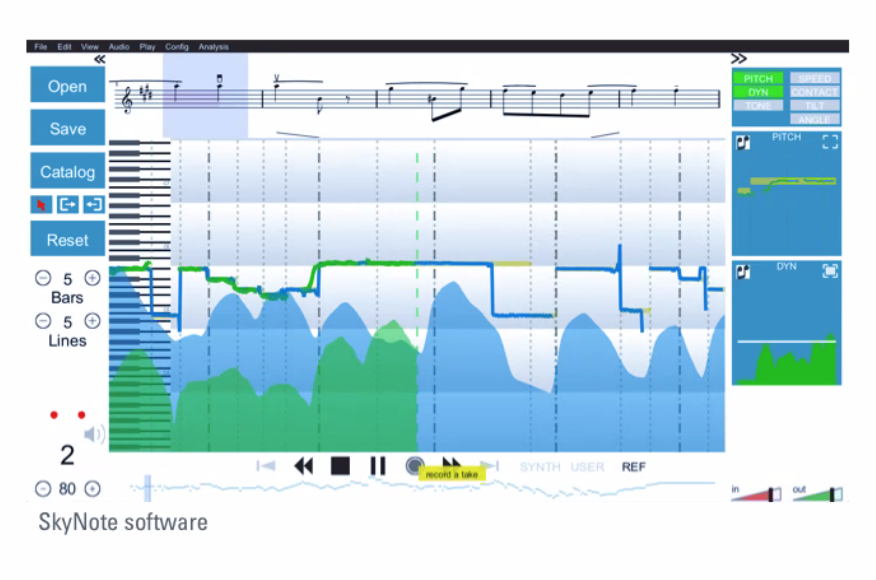 File Edit View Audio Play Config Analysis
Open
Save
Catalog
Reset
5
Bars
5
Lines
2
80
PITCH SPEED
DYN CONTACT
TONE TILT
ANGLE
PITCH
DYN
record a take
SYNTH USER REF
in out
SkyNote software